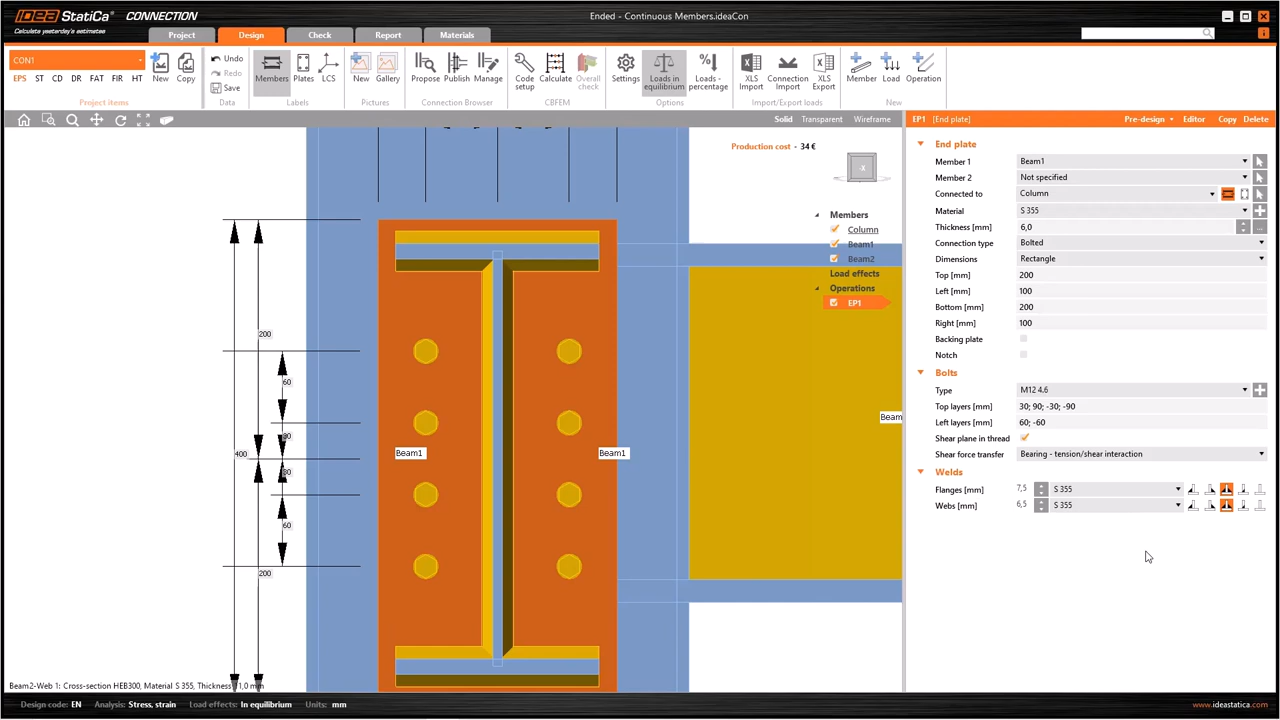 IDEA StatiCa® CONNECTION
Calculate yesterday's estimates
Ended - Continuous Members.ideaCon
Project Design Check Report Materials
CON1
EPS ST CD DR FAT FIR HT
New Copy
Project items
Undo
Redo
Save
Data
Members Plates LCS
Labels
New Gallery
Pictures
Propose Publish Manage
Connection Browser
Code setup Calculate Overall check
CBFEM
Settings Loads in equilibrium Loads - percentage
Options
XLS Import Connection Import XLS Export
Import/Export loads
Member Load Operation
New
Solid Transparent Wireframe
EP1 [End plate]
Pre-design Editor Copy Delete
Production cost - 34 €
-X
Members
Column
Beam1
Beam2
Load effects
Operations
EP1
200
60
30
400
30
60
200
Beam1
Beam1
Beam
End plate
Member 1 Beam1
Member 2 Not specified
Connected to Column
Material S 355
Thickness [mm] 6,0
Connection type Bolted
Dimensions Rectangle
Top [mm] 200
Left [mm] 100
Bottom [mm] 200
Right [mm] 100
Backing plate
Notch
Bolts
Type M12 4.6
Top layers [mm] 30; 90; -30; -90
Left layers [mm] 60; -60
Shear plane in thread
Shear force transfer Bearing - tension/shear interaction
Welds
Flanges [mm] 7,5 S 355
Webs [mm] 6,5 S 355
Beam2-Web 1: Cross-section HEB300, Material S 355, Thickness 11,0 mm
Design code: EN Analysis: Stress, strain Load effects: In equilibrium Units: mm
www.ideastatica.com